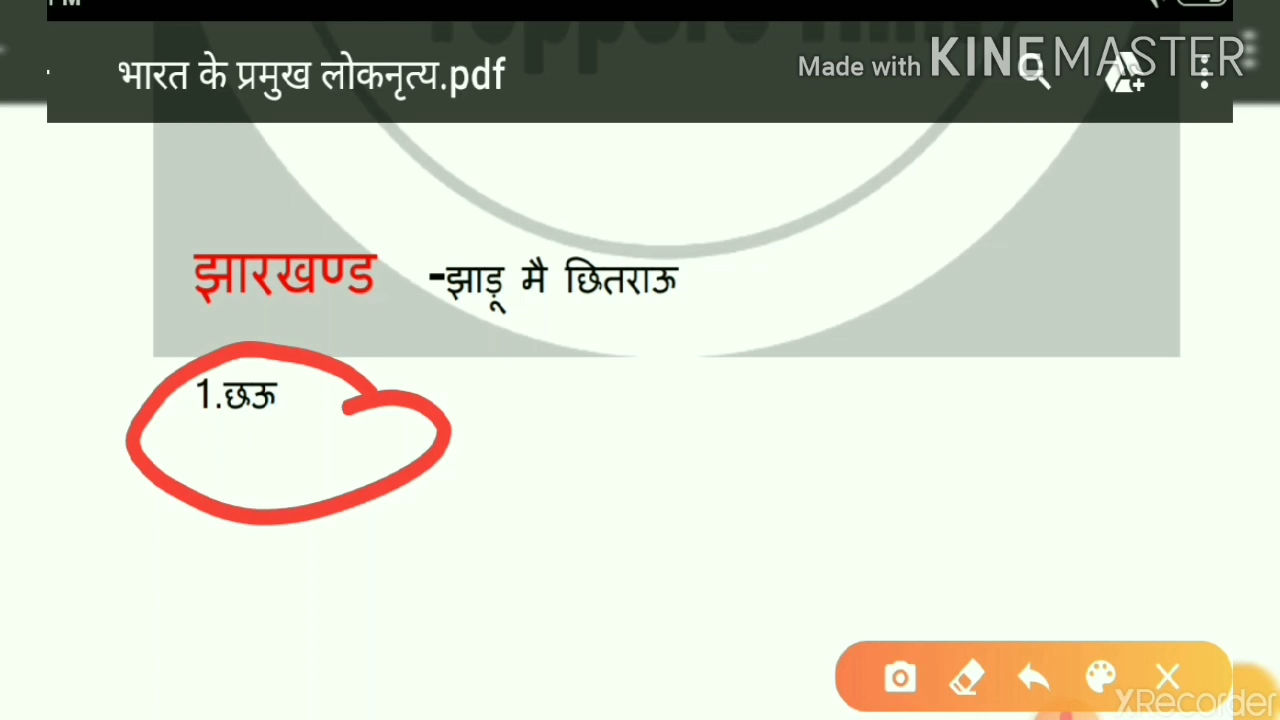 भारत के प्रमुख लोकनृत्य.pdf
Made with KINEMASTER
झारखण्ड -झाड़ू मै छितराऊ
1.छऊ
XRecorder